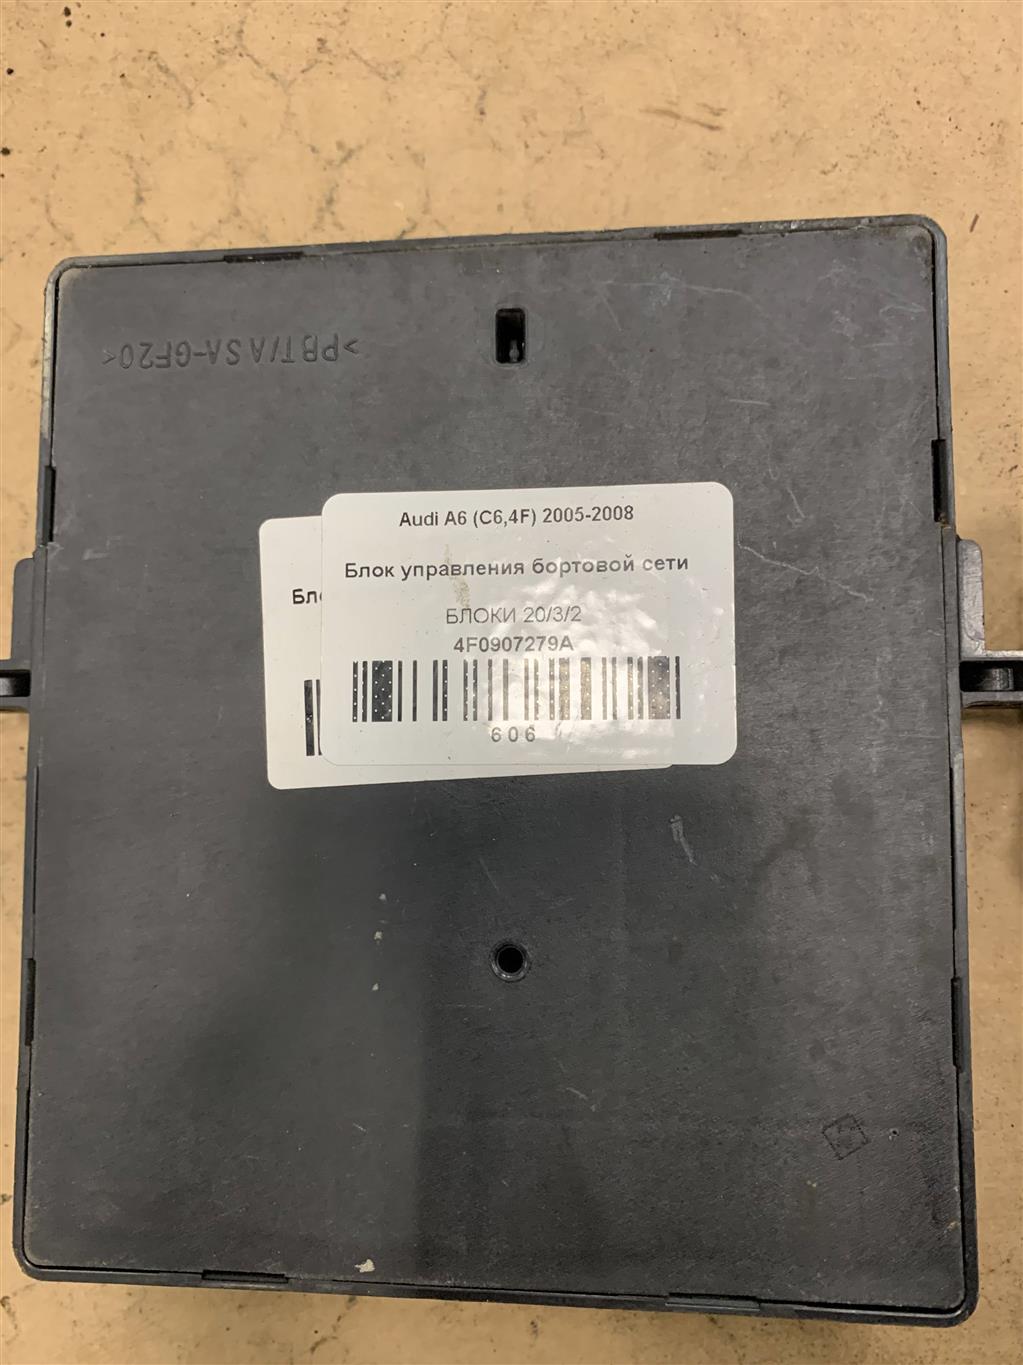 >PBT/ASA-GF20<
Audi A6 (C6,4F) 2005-2008
Блок управления бортовой сети
БЛОКИ 20/3/2
4F0907279A
606